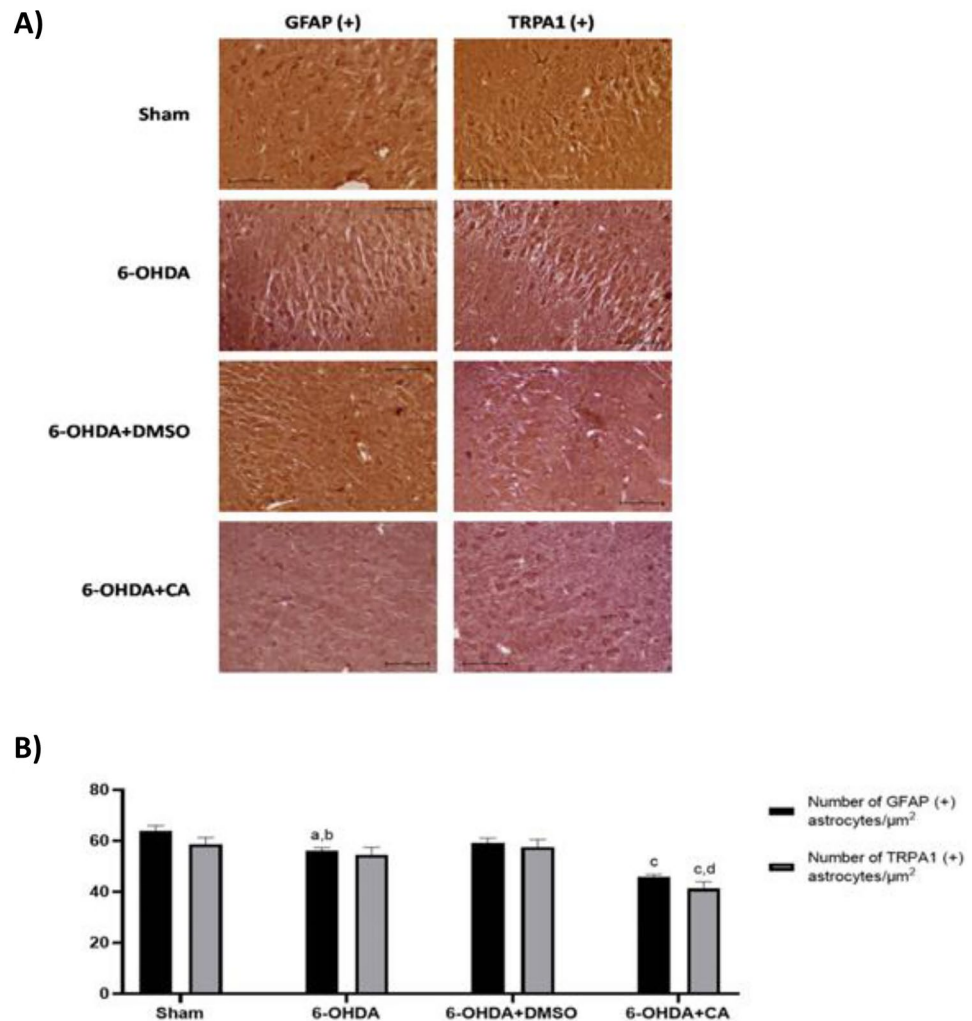 A)
GFAP (+) TRPA1 (+)
Sham
6-OHDA
6-OHDA+DMSO
6-OHDA+CA
B)
80
60
40
20
0
a,b
c
c,d
Sham 6-OHDA 6-OHDA+DMSO 6-OHDA+CA
Number of GFAP (+)
astrocytes/µm²
Number of TRPA1 (+)
astrocytes/µm²